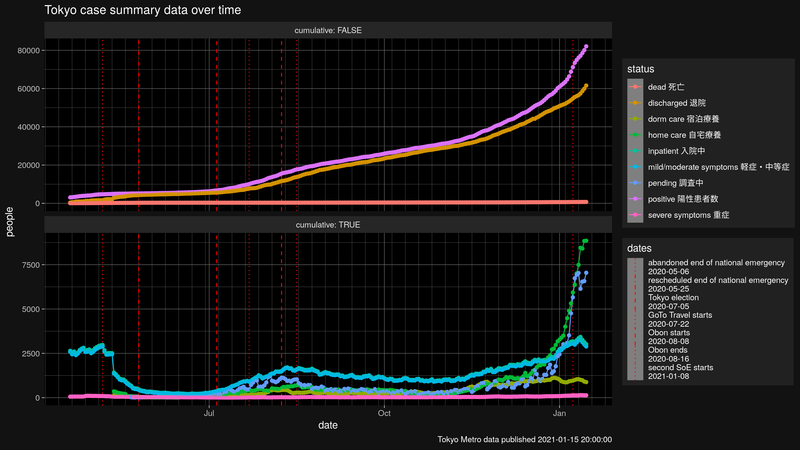 Tokyo case summary data over time
cumulative: FALSE
80000
60000
40000
20000
0
cumulative: TRUE
7500
5000
2500
0
people
Jul
Oct
Jan
date
Tokyo Metro data published 2021-01-15 20:00:00
status
dead 死亡
discharged 退院
dorm care 宿泊療養
home care 自宅療養
inpatient 入院中
mild/moderate symptoms 軽症・中等症
pending 調査中
positive 陽性患者数
severe symptoms 重症
dates
abandoned end of national emergency
2020-05-06
rescheduled end of national emergency
2020-05-25
Tokyo election
2020-07-05
GoTo Travel starts
2020-07-22
Obon starts
2020-08-08
Obon ends
2020-08-16
second SoE starts
2021-01-08